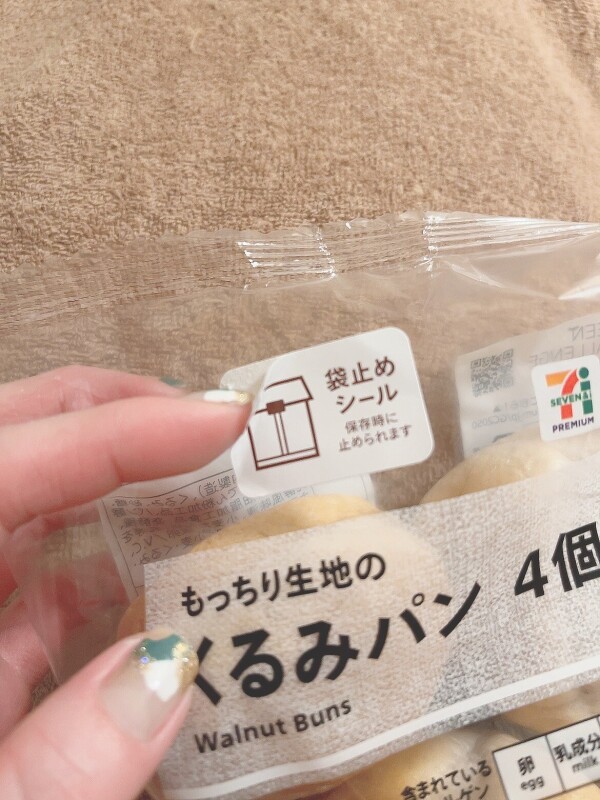 袋止め
シール
保存時に
止められます
SEVEN&i
PREMIUM
もっちり生地の
くるみパン 4個
Walnut Buns
含まれている
卵
egg
乳成分
milk